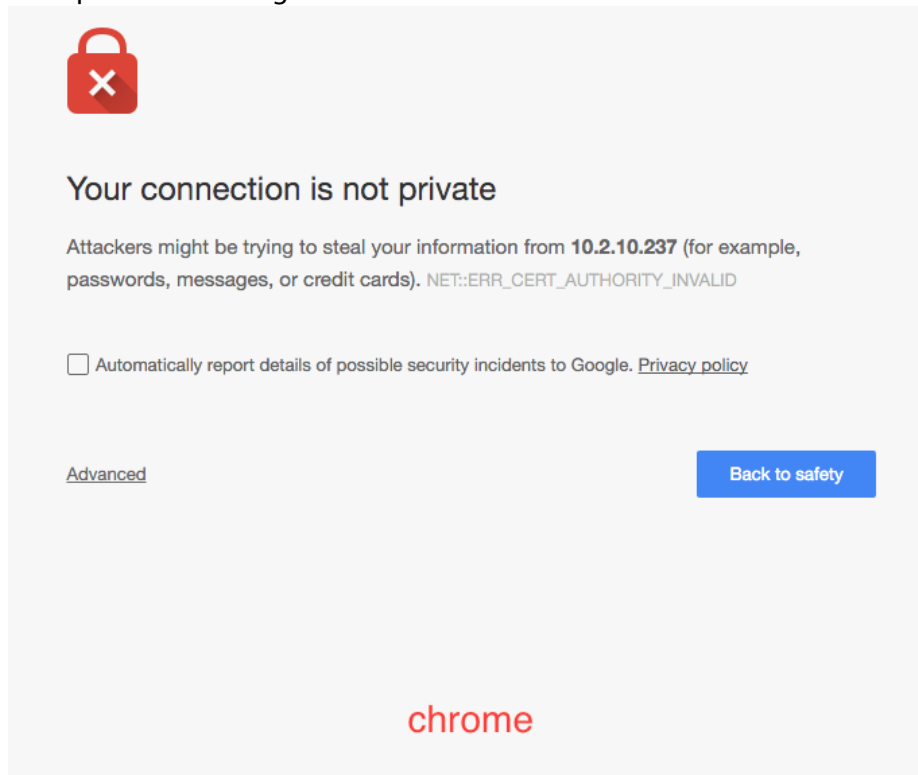 Your connection is not private
Attackers might be trying to steal your information from 10.2.10.237 (for example,
passwords, messages, or credit cards). NET::ERR_CERT_AUTHORITY_INVALID
Automatically report details of possible security incidents to Google. Privacy policy
Advanced
Back to safety
chrome